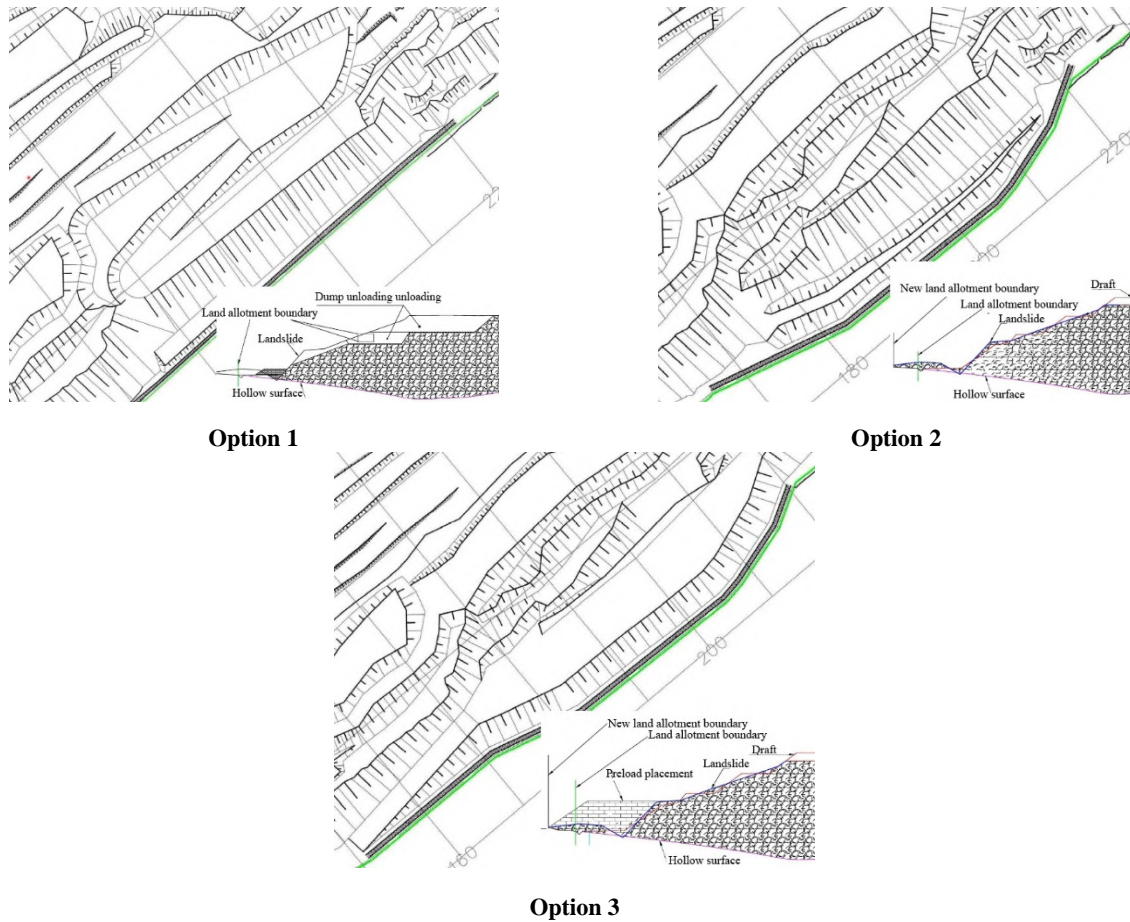 Dump unloading unloading
Land allotment boundary
Landslide
Hollow surface
Option 1
220
180
New land allotment boundary
Draft
Land allotment boundary
Landslide
Hollow surface
Option 2
200
New land allotment boundary
Land allotment boundary
Draft
Landslide
Preload placement
Hollow surface
Option 3